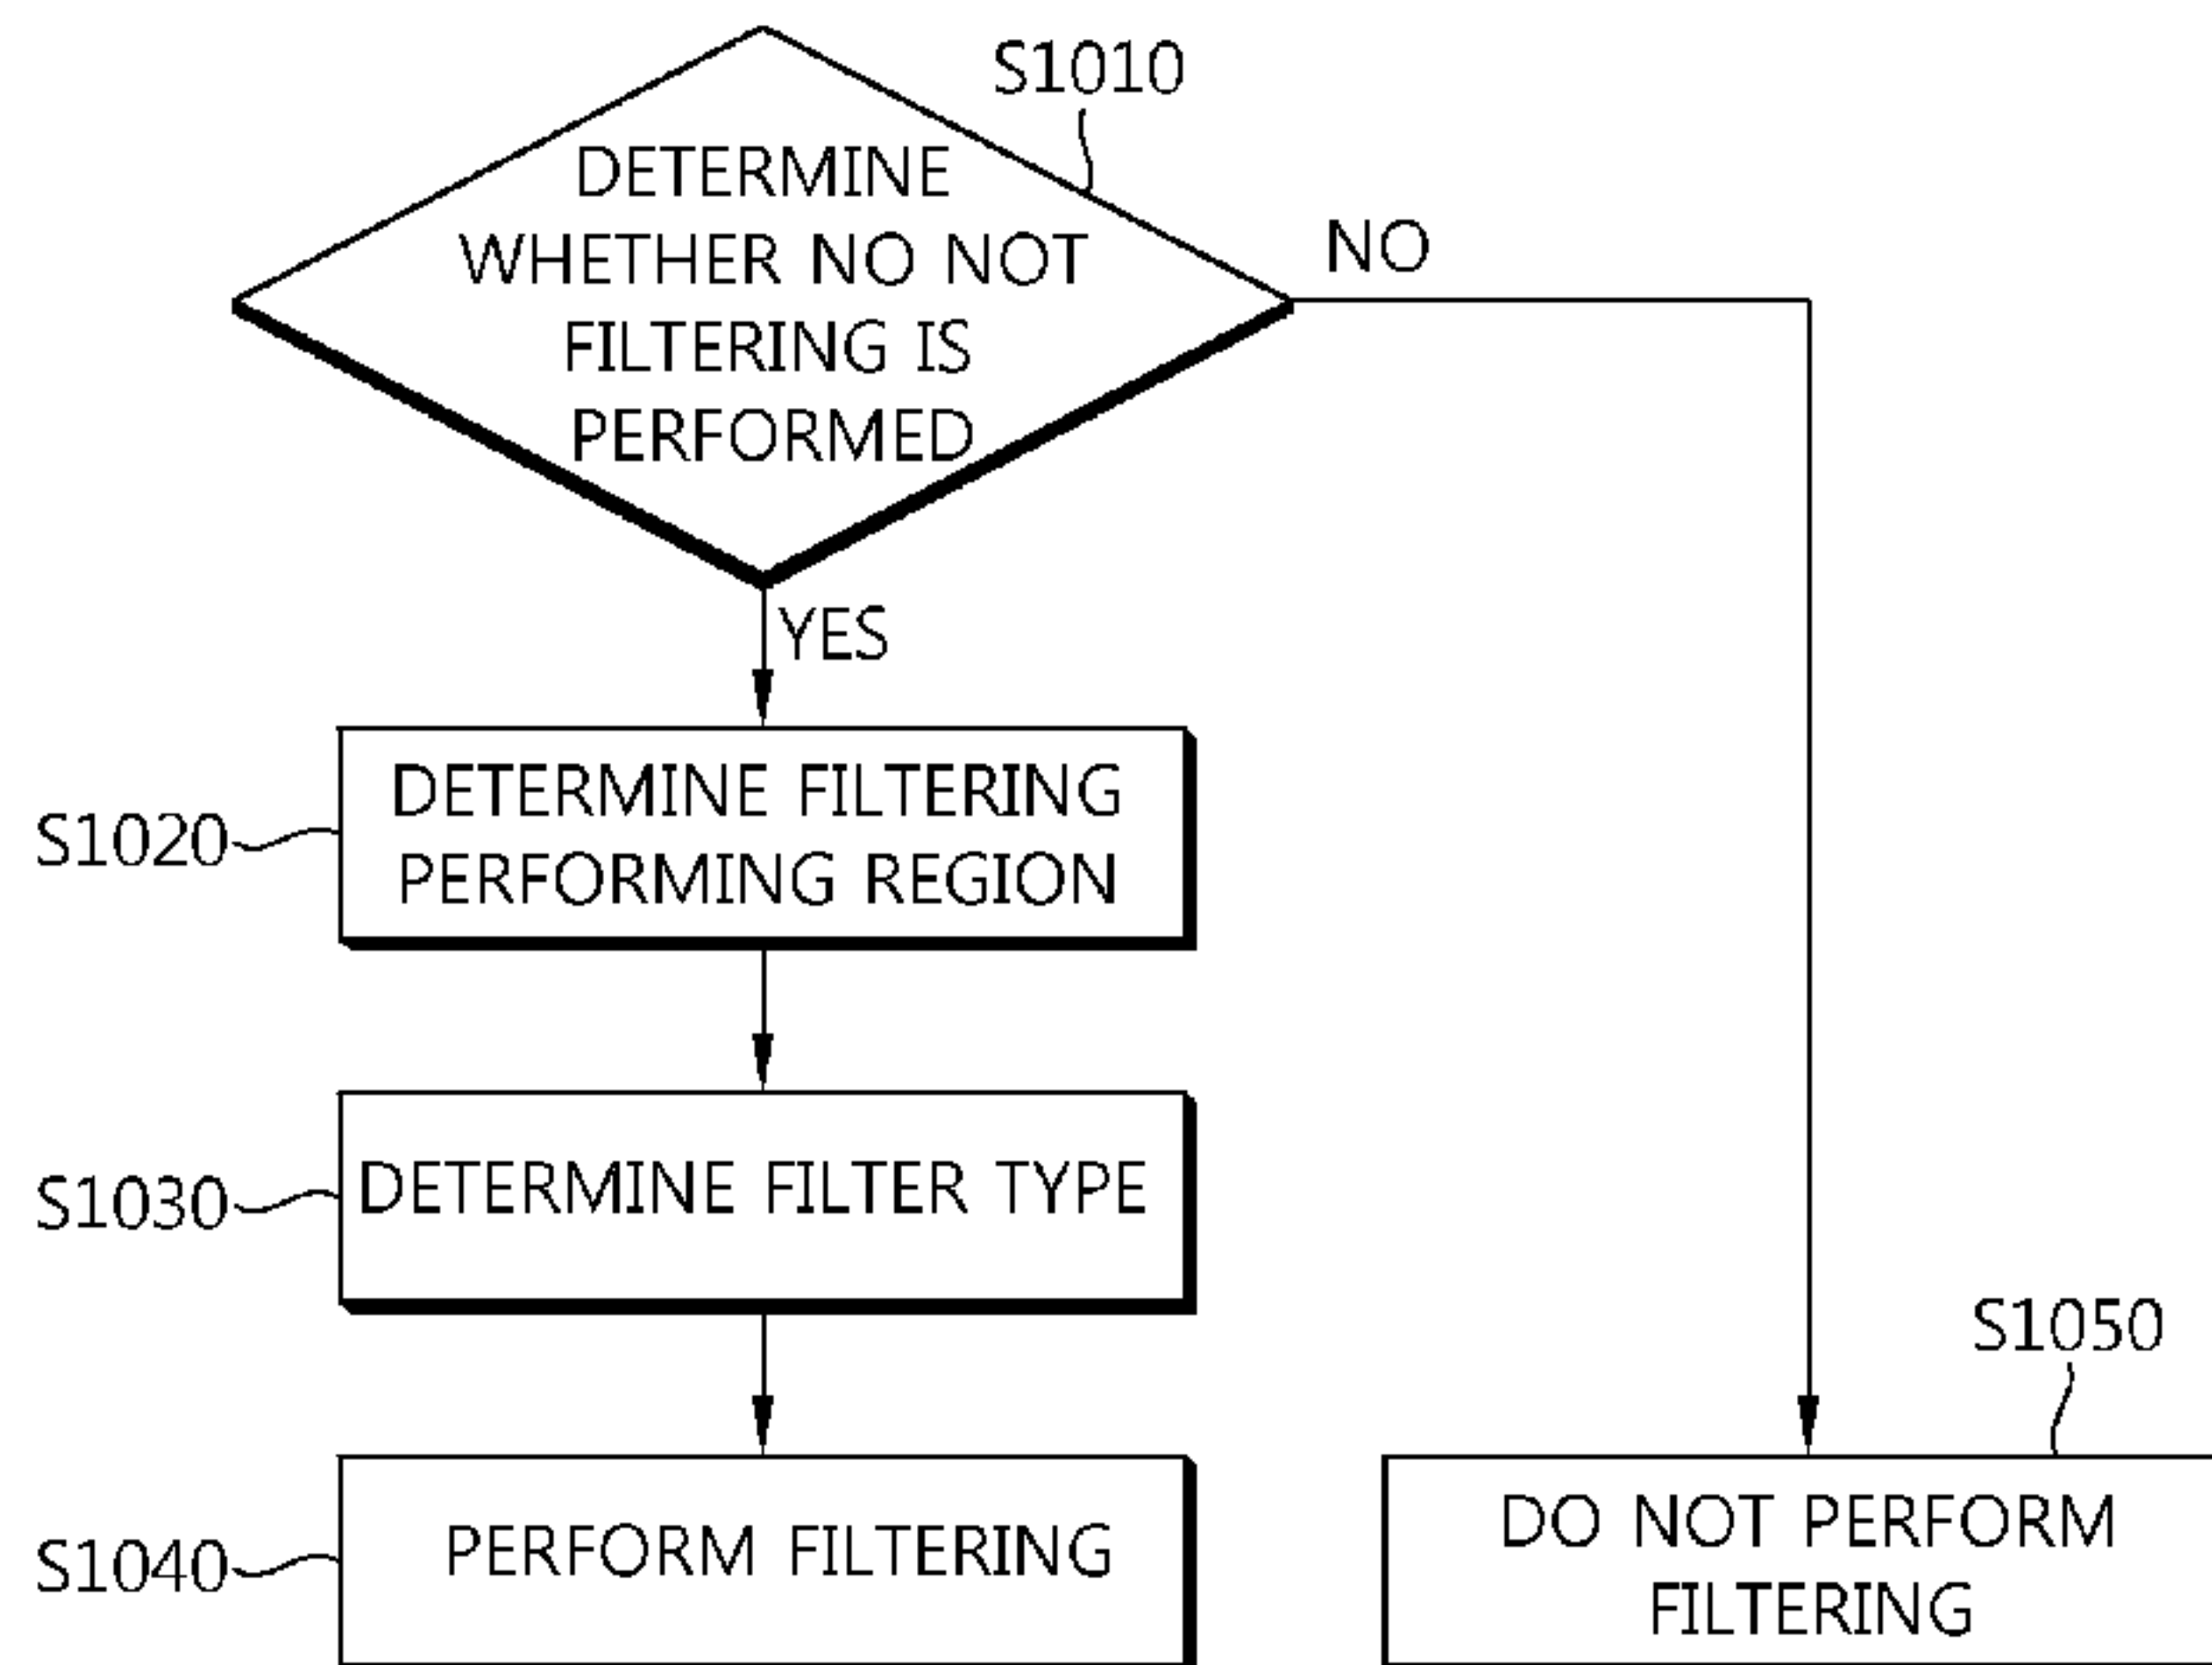 S1010
DETERMINE
WHETHER NO NOT
FILTERING IS
PERFORMED
NO
YES
S1020
DETERMINE FILTERING
PERFORMING REGION
S1030
DETERMINE FILTER TYPE
S1040
PERFORM FILTERING
S1050
DO NOT PERFORM
FILTERING